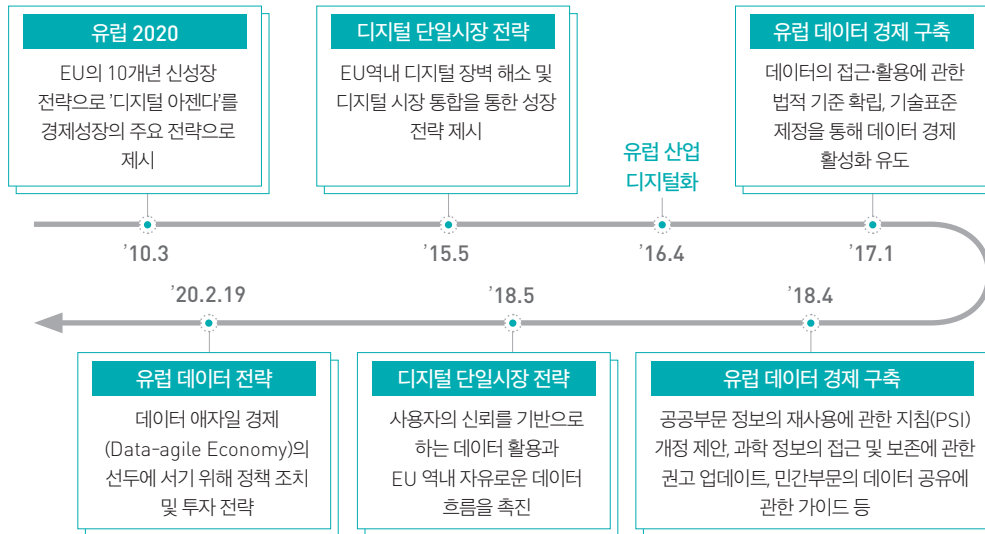 유럽 2020
EU의 10개년 신성장
전략으로 '디지털 아젠다'를
경제성장의 주요 전략으로
제시
디지털 단일시장 전략
EU역내 디지털 장벽 해소 및
디지털 시장 통합을 통한 성장
전략 제시
유럽 산업
디지털화
유럽 데이터 경제 구축
데이터의 접근·활용에 관한
법적 기준 확립, 기술표준
제정을 통해 데이터 경제
활성화 유도
’10.3
’15.5
’16.4
’17.1
’20.2.19
’18.5
’18.4
유럽 데이터 전략
데이터 애자일 경제
(Data-agile Economy)의
선두에 서기 위해 정책 조치
및 투자 전략
디지털 단일시장 전략
사용자의 신뢰를 기반으로
하는 데이터 활용과
EU 역내 자유로운 데이터
흐름을 촉진
유럽 데이터 경제 구축
공공부문 정보의 재사용에 관한 지침(PSI)
개정 제안, 과학 정보의 접근 및 보존에 관한
권고 업데이트, 민간부문의 데이터 공유에
관한 가이드 등